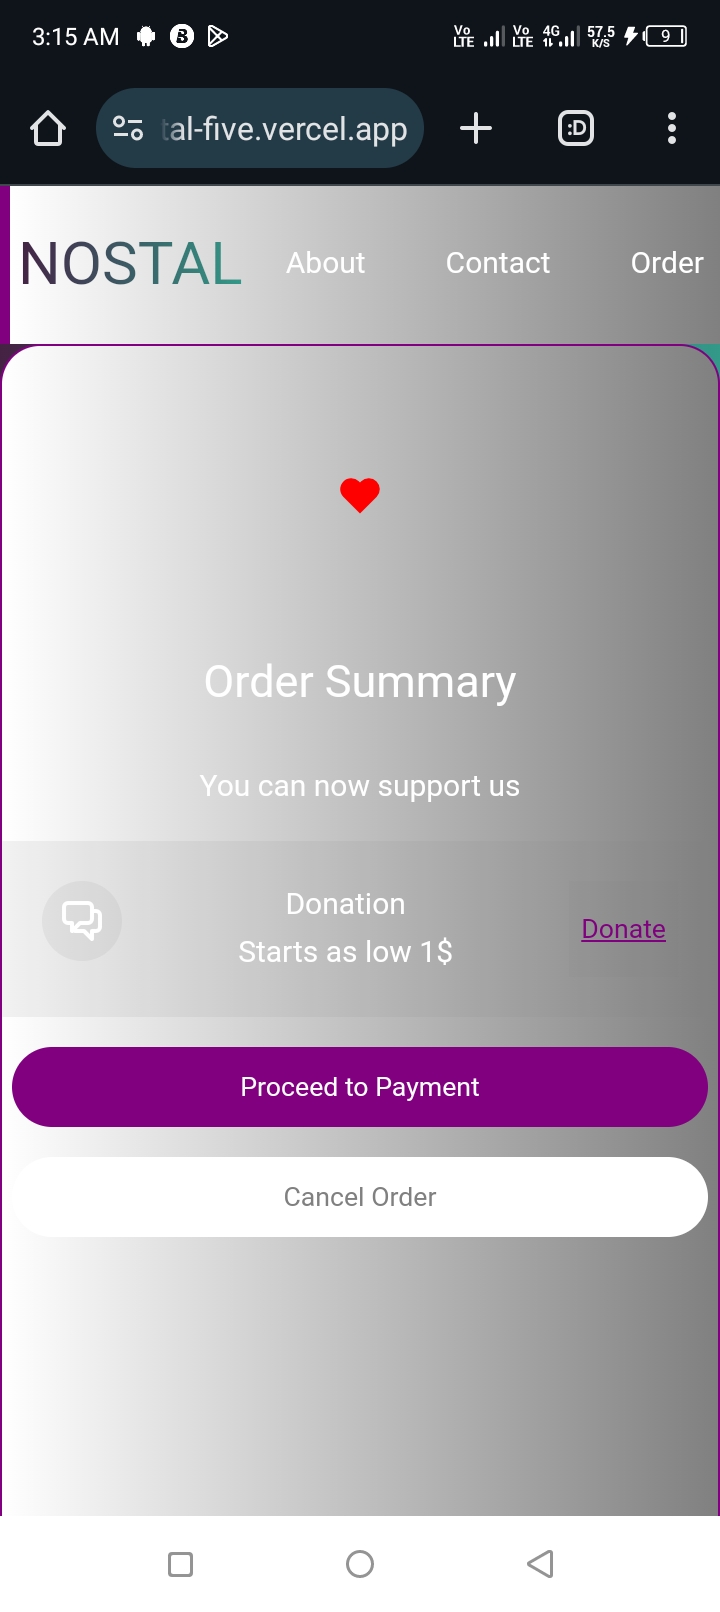 3:15 AM
Vo LTE Vo LTE 4G 57.5 K/S 9
tal-five.vercel.app
:D
NOSTAL About Contact Order
Order Summary
You can now support us
Donation
Starts as low 1$
Donate
Proceed to Payment
Cancel Order